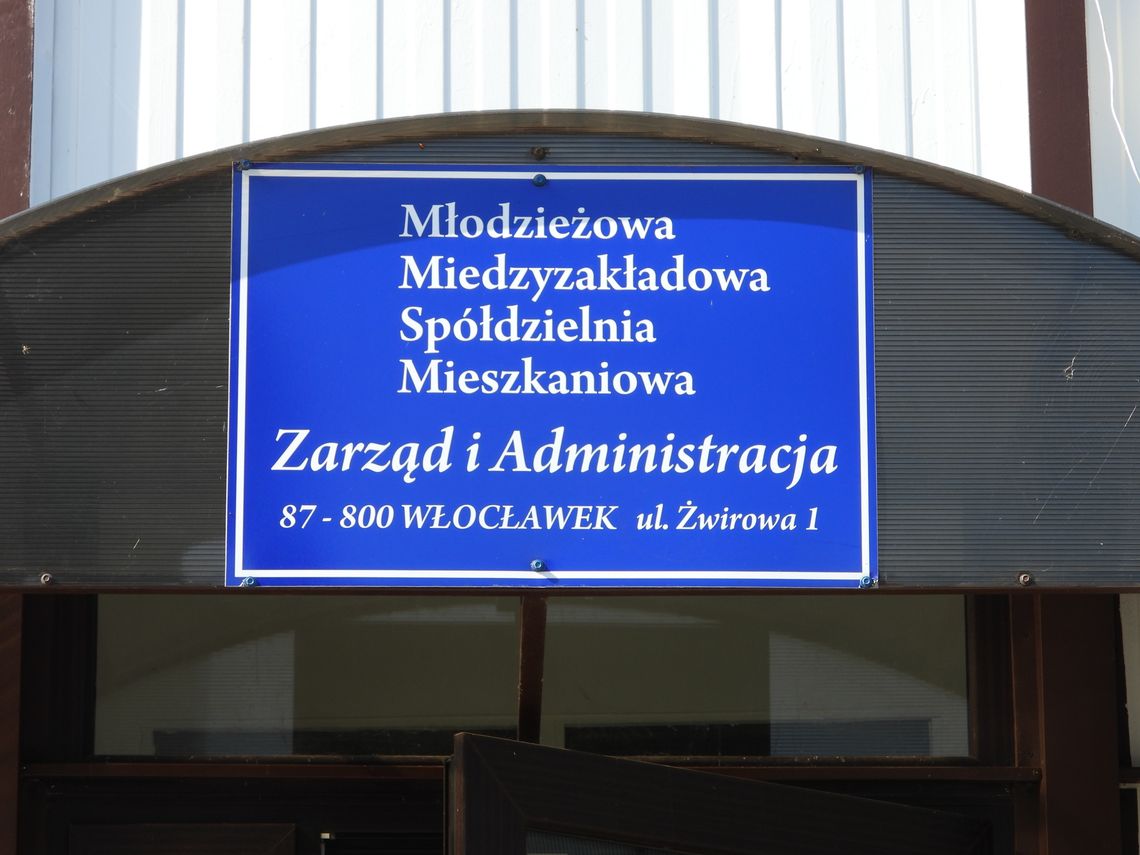 Młodzieżowa
Miedzyzakładowa
Spółdzielnia
Mieszkaniowa
Zarząd i Administracja
87 - 800 WŁOCŁAWEK ul. Żwirowa 1